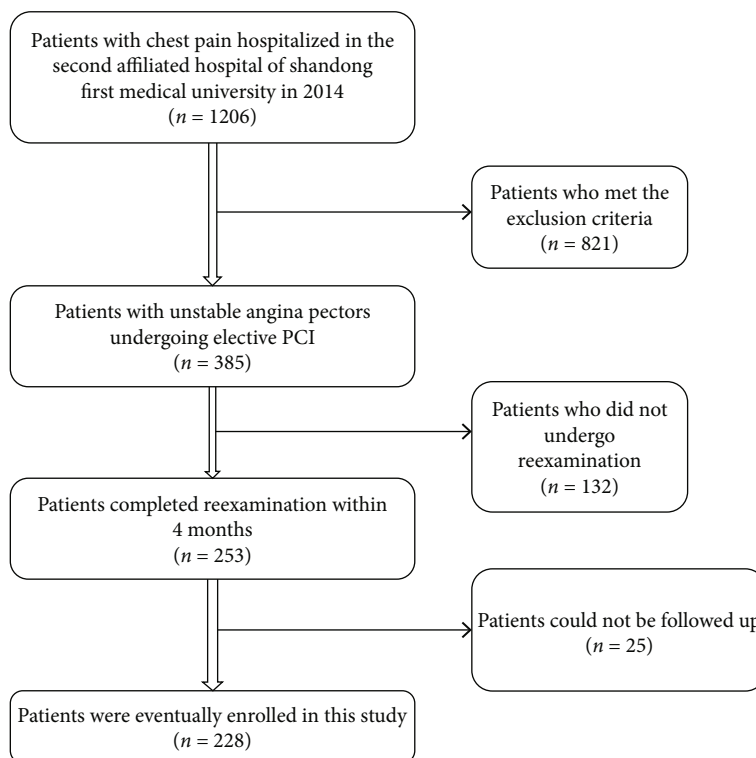 Patients with chest pain hospitalized in the
second affiliated hospital of shandong
first medical university in 2014
(n = 1206)
Patients who met the
exclusion criteria
(n = 821)
Patients with unstable angina pectors
undergoing elective PCI
(n = 385)
Patients who did not
undergo
reexamination
(n = 132)
Patients completed reexamination within
4 months
(n = 253)
Patients could not be followed up
(n = 25)
Patients were eventually enrolled in this study
(n = 228)